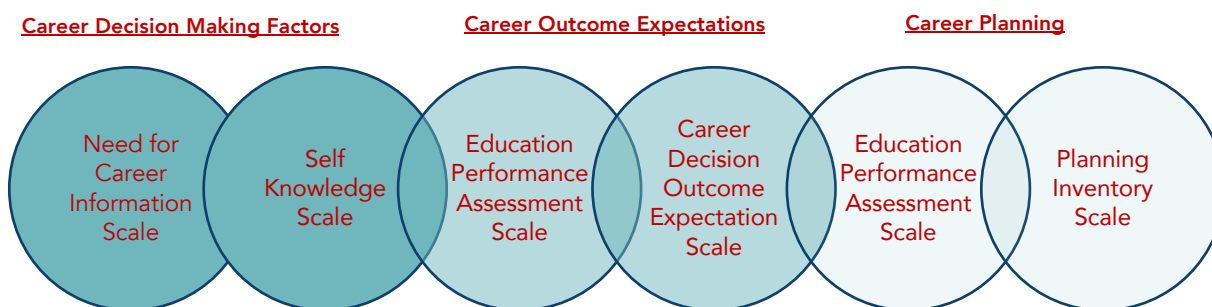 Career Decision Making Factors
Career Outcome Expectations
Career Planning
Need for
Career
Information
Scale
Self
Knowledge
Scale
Education
Performance
Assessment
Scale
Career
Decision
Outcome
Expectation
Scale
Education
Performance
Assessment
Scale
Planning
Inventory
Scale